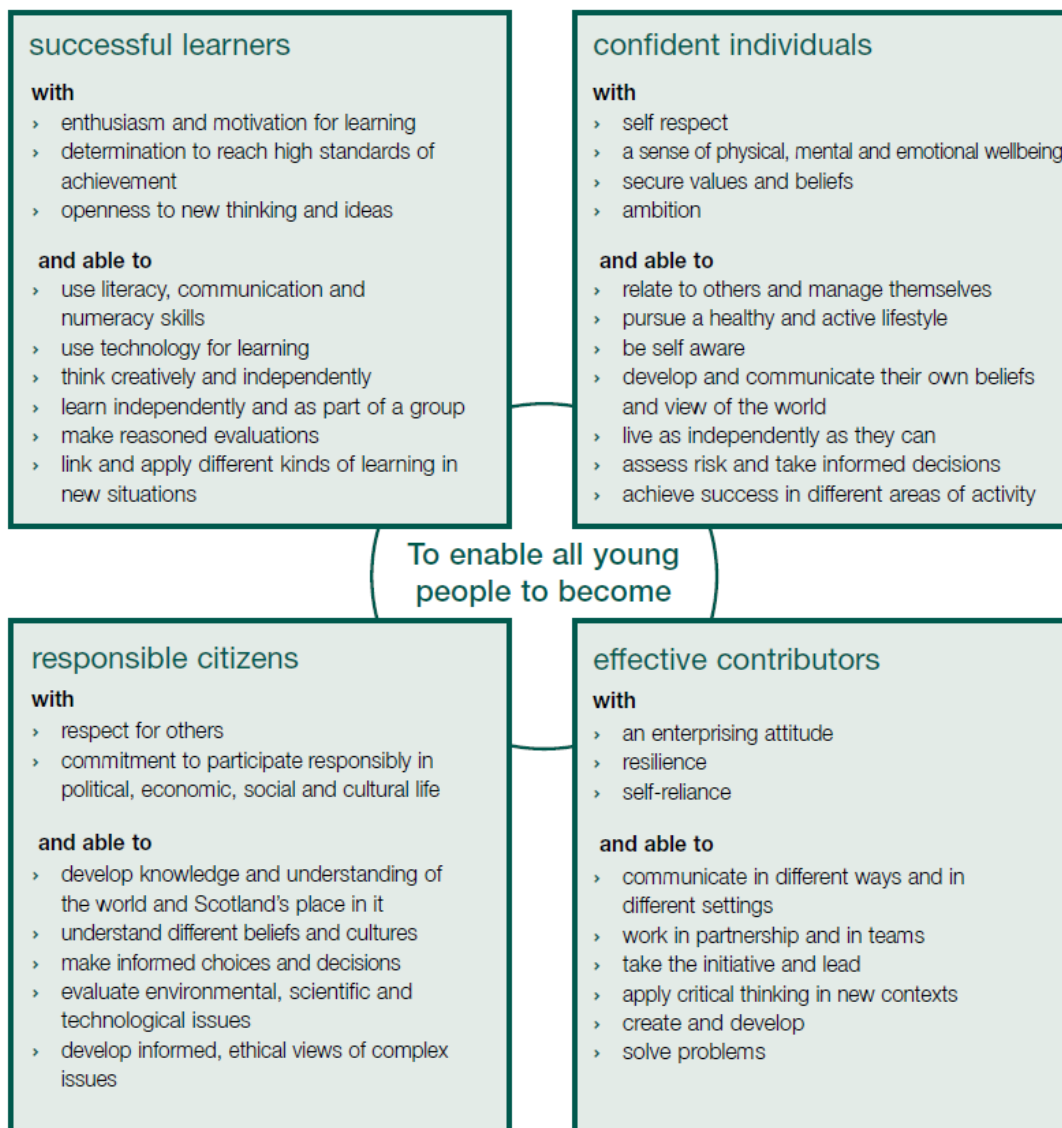 successful learners
with
› enthusiasm and motivation for learning
› determination to reach high standards of
achievement
› openness to new thinking and ideas
and able to
› use literacy, communication and
numeracy skills
› use technology for learning
› think creatively and independently
› learn independently and as part of a group
› make reasoned evaluations
› link and apply different kinds of learning in
new situations
confident individuals
with
› self respect
› a sense of physical, mental and emotional wellbeing
› secure values and beliefs
› ambition
and able to
› relate to others and manage themselves
› pursue a healthy and active lifestyle
› be self aware
› develop and communicate their own beliefs
and view of the world
› live as independently as they can
› assess risk and take informed decisions
› achieve success in different areas of activity
To enable all young
people to become
responsible citizens
with
› respect for others
› commitment to participate responsibly in
political, economic, social and cultural life
and able to
› develop knowledge and understanding of
the world and Scotland’s place in it
› understand different beliefs and cultures
› make informed choices and decisions
› evaluate environmental, scientific and
technological issues
› develop informed, ethical views of complex
issues
effective contributors
with
› an enterprising attitude
› resilience
› self-reliance
and able to
› communicate in different ways and in
different settings
› work in partnership and in teams
› take the initiative and lead
› apply critical thinking in new contexts
› create and develop
› solve problems